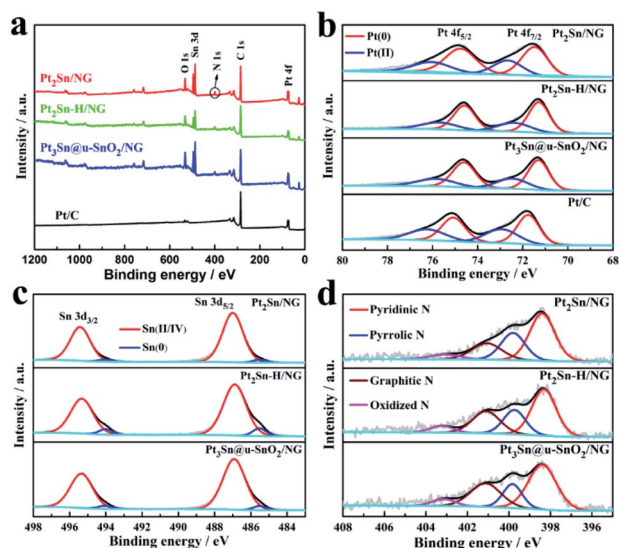 a
O 1s
Sn 3d
N 1s
C 1s
Pt 4f
Pt₂Sn/NG
Pt₂Sn-H/NG
Pt₃Sn@u-SnO₂/NG
Pt/C
Intensity / a.u.
1200 1000 800 600 400 200 0
Binding energy / eV
b
Pt(0)
Pt(II)
Pt 4f₅/₂ Pt 4f₇/₂ Pt₂Sn/NG
Pt₂Sn-H/NG
Pt₃Sn@u-SnO₂/NG
Pt/C
Intensity / a.u.
80 78 76 74 72 70 68
Binding energy / eV
c
Sn 3d₃/₂ Sn 3d₅/₂ Pt₂Sn/NG
Sn(II/IV)
Sn(0)
Pt₂Sn-H/NG
Pt₃Sn@u-SnO₂/NG
Intensity / a.u.
498 496 494 492 490 488 486 484
Binding energy / eV
d
Pt₂Sn/NG
Pyridinic N
Pyrrolic N
Pt₂Sn-H/NG
Graphitic N
Oxidized N
Pt₃Sn@u-SnO₂/NG
Intensity / a.u.
408 406 404 402 400 398 396
Binding energy / eV